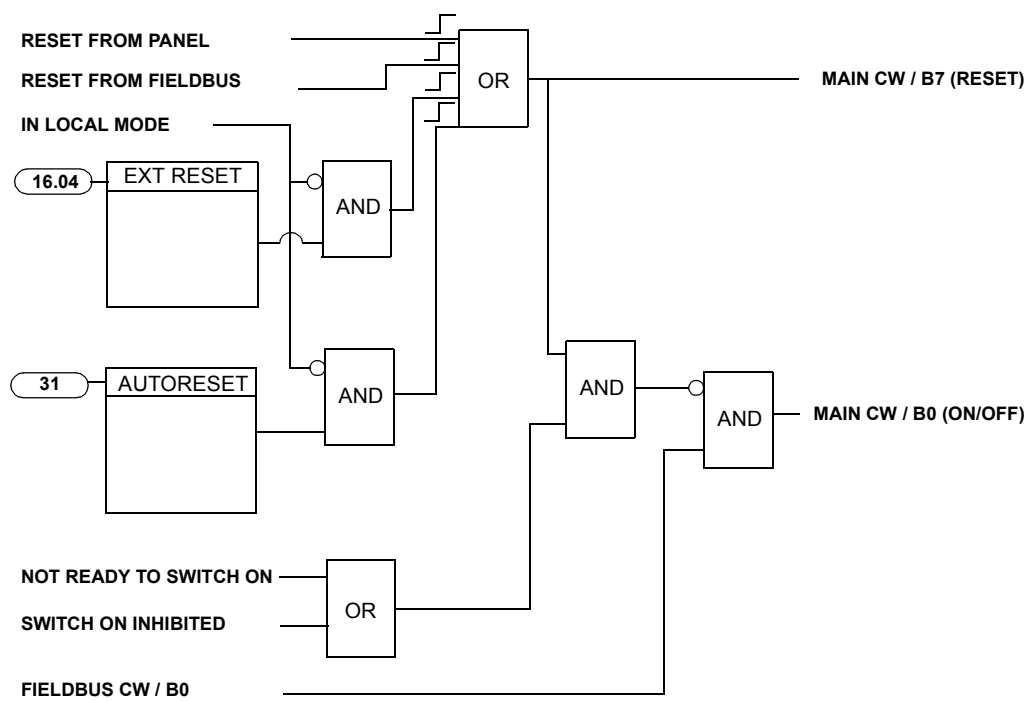 RESET FROM PANEL
RESET FROM FIELDBUS
OR
MAIN CW / B7 (RESET)
IN LOCAL MODE
16.04
EXT RESET
AND
31
AUTORESET
AND
AND
AND
MAIN CW / B0 (ON/OFF)
NOT READY TO SWITCH ON
SWITCH ON INHIBITED
OR
FIELDBUS CW / B0